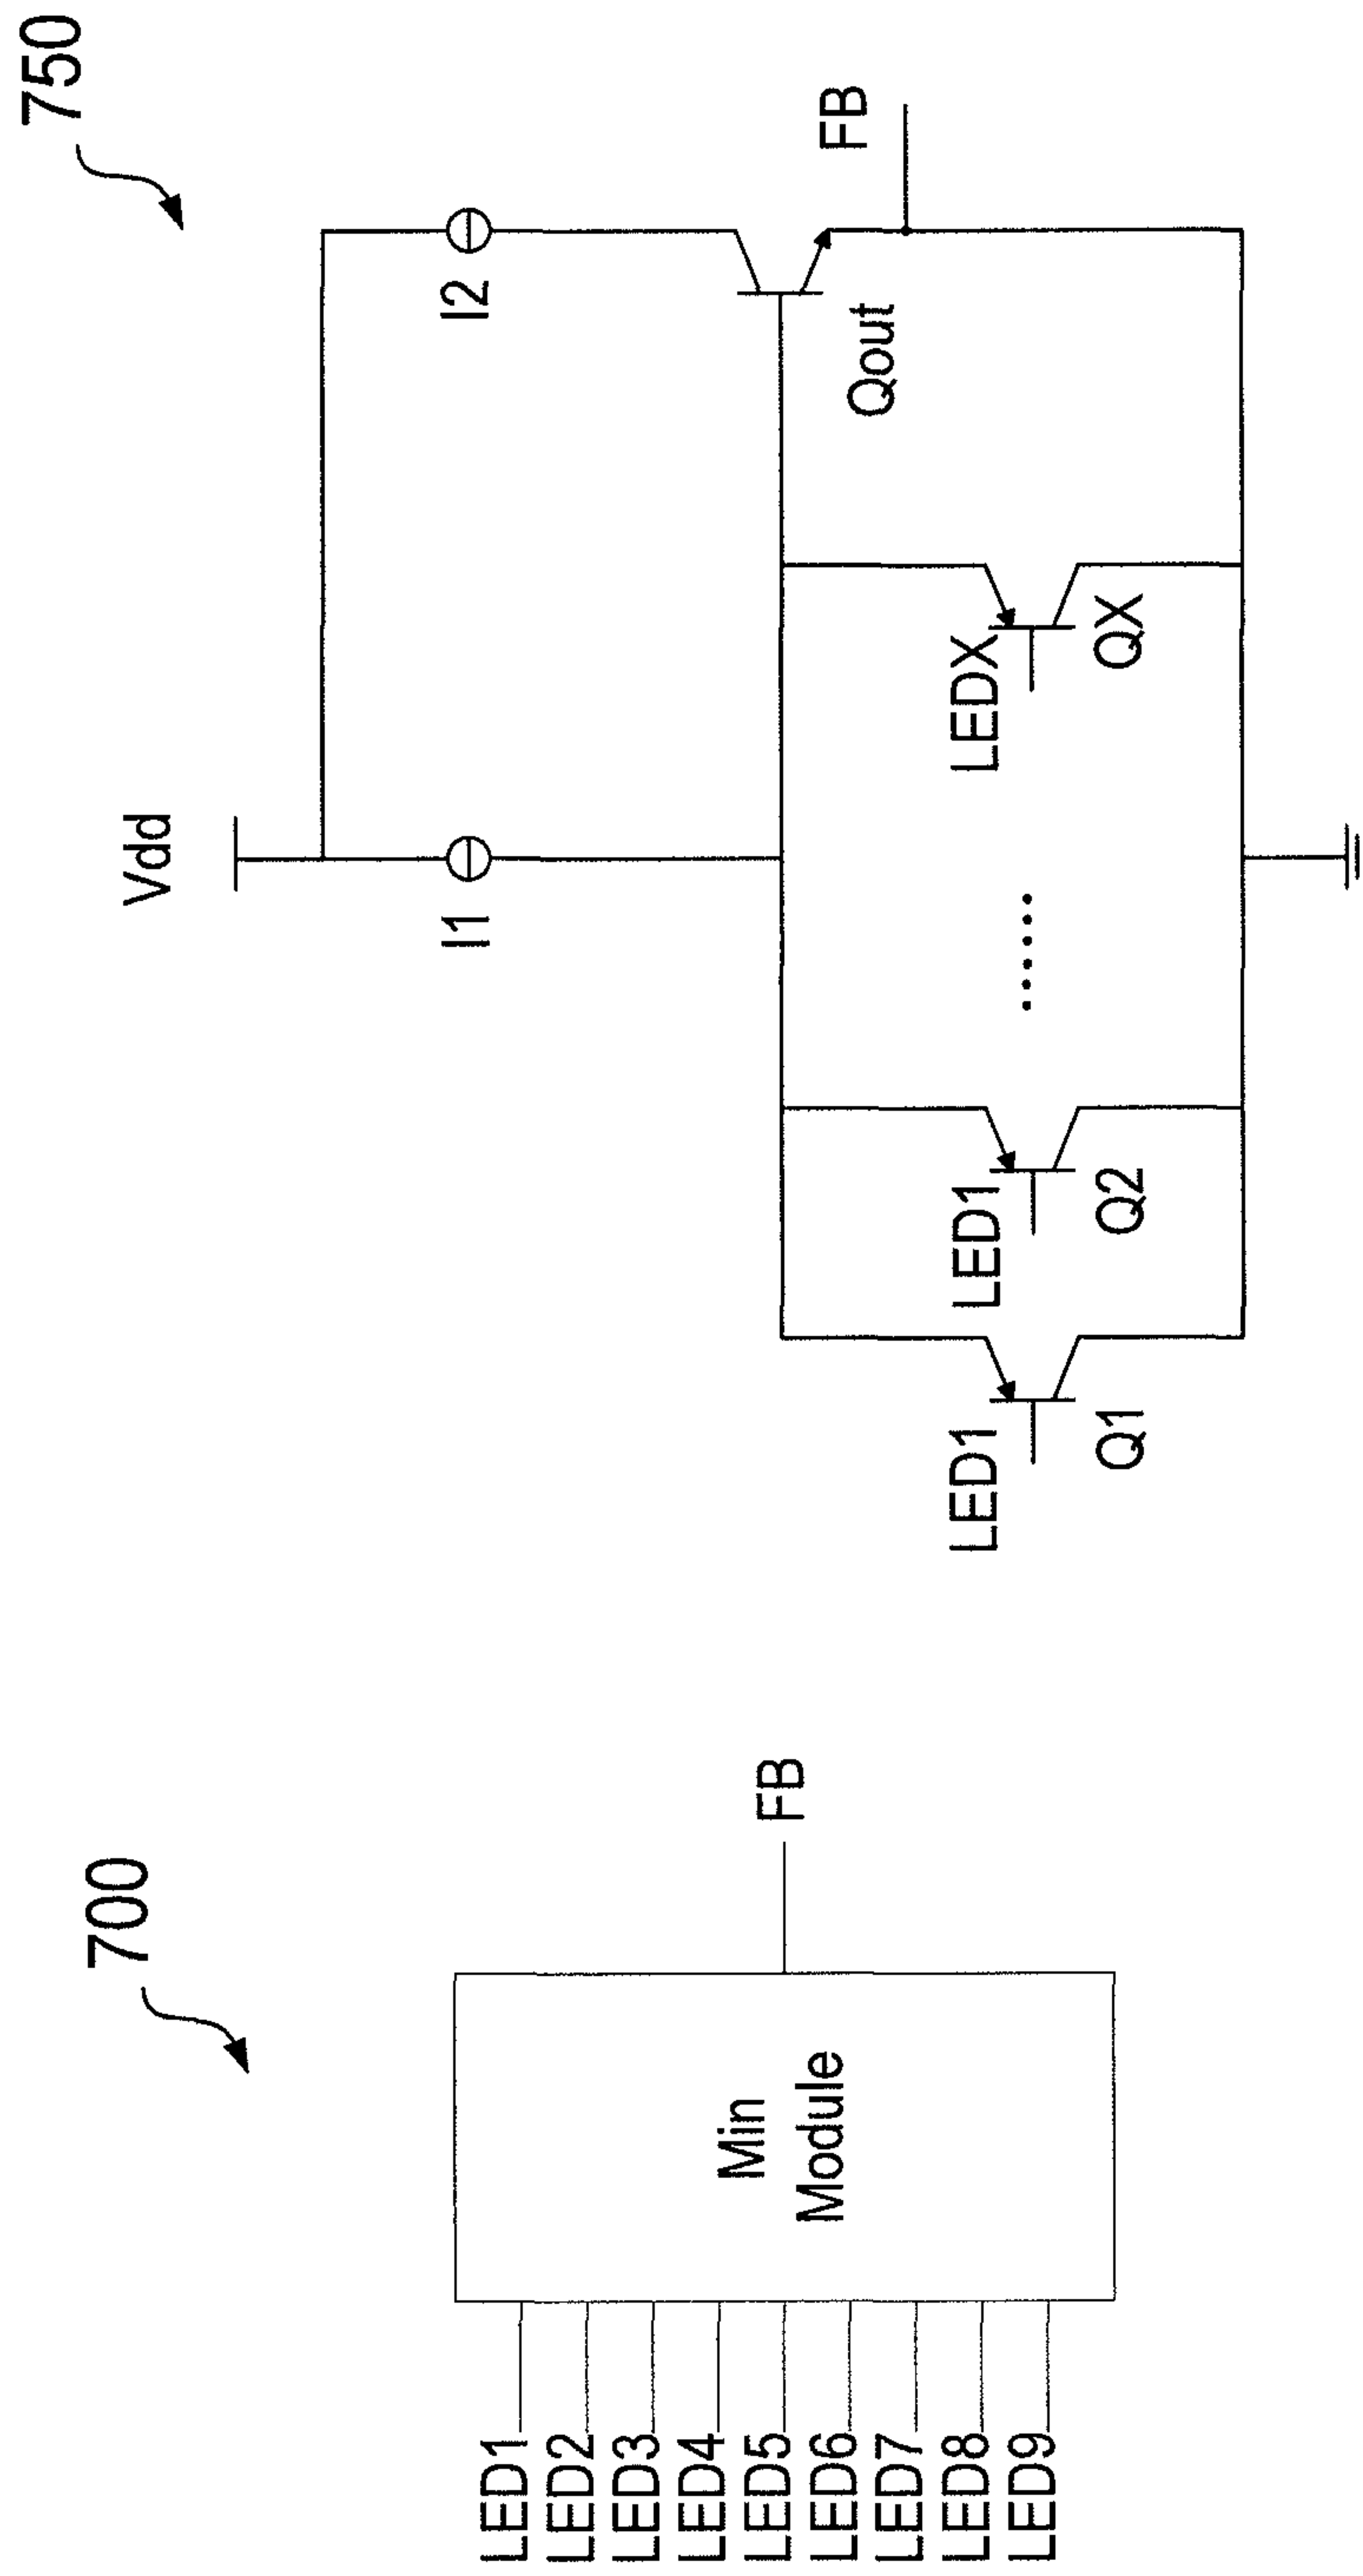 700
LED1
LED2
LED3
LED4
LED5
LED6
LED7
LED8
LED9
Min
Module
FB
750
Vdd
I1
I2
FB
Qout
LED1
Q1
LED1
Q2
......
LEDX
QX